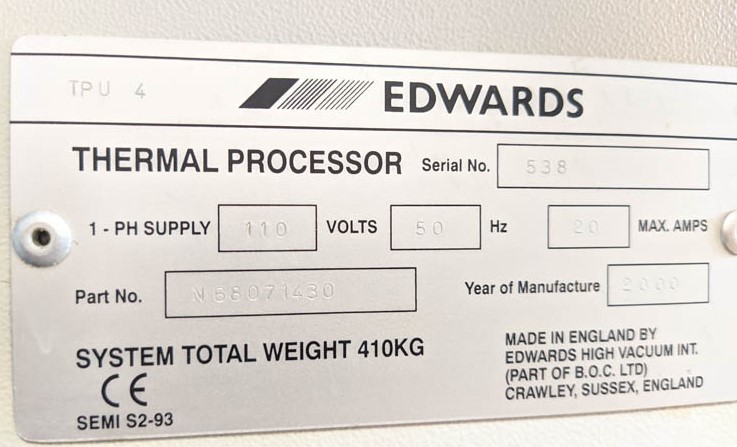 TPU 4
EDWARDS
THERMAL PROCESSOR Serial No. 538
1 - PH SUPPLY 110 VOLTS 50 Hz 20 MAX. AMPS
Part No. N68071430 Year of Manufacture 2000
SYSTEM TOTAL WEIGHT 410KG
CE
SEMI S2-93
MADE IN ENGLAND BY
EDWARDS HIGH VACUUM INT.
(PART OF B.O.C. LTD)
CRAWLEY, SUSSEX, ENGLAND